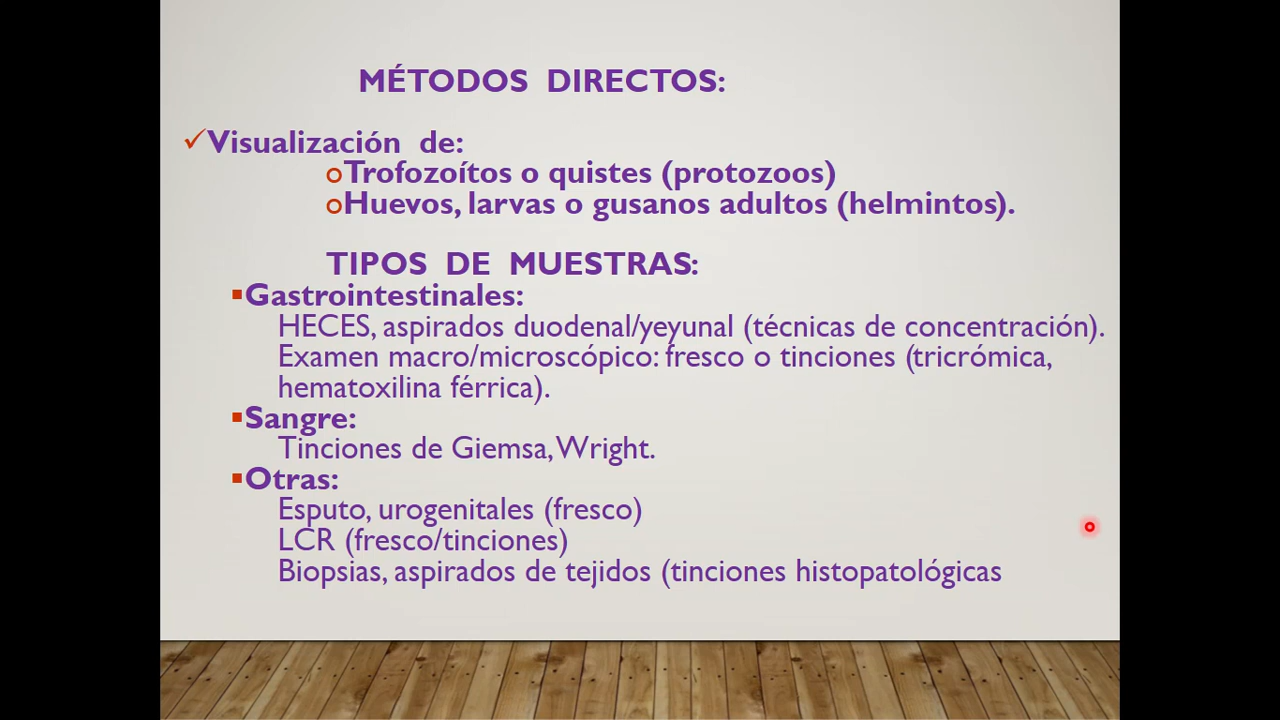 MÉTODOS DIRECTOS:
✓Visualización de:
oTrofozoítos o quistes (protozoos)
oHuevos, larvas o gusanos adultos (helmintos).
TIPOS DE MUESTRAS:
▪Gastrointestinales:
HECES, aspirados duodenal/yeyunal (técnicas de concentración).
Examen macro/microscópico: fresco o tinciones (tricrómica,
hematoxilina férrica).
▪Sangre:
Tinciones de Giemsa, Wright.
▪Otras:
Esputo, urogenitales (fresco)
LCR (fresco/tinciones)
Biopsias, aspirados de tejidos (tinciones histopatológicas